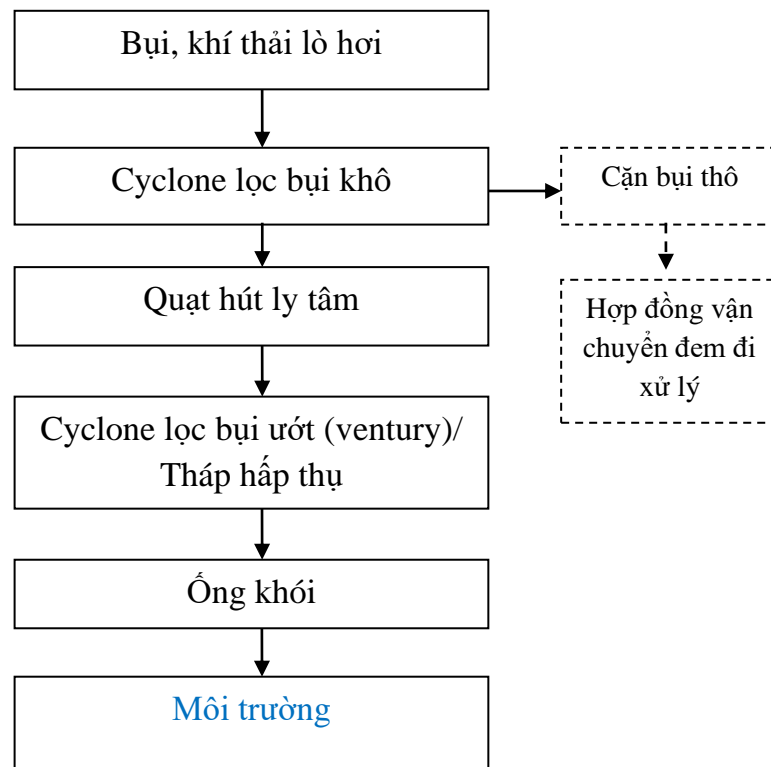 Bụi, khí thải lò hơi
Cyclone lọc bụi khô
Cặn bụi thô
Quạt hút ly tâm
Hợp đồng vận
chuyển đem đi
xử lý
Cyclone lọc bụi ướt (ventury)/
Tháp hấp thụ
Ống khói
Môi trường